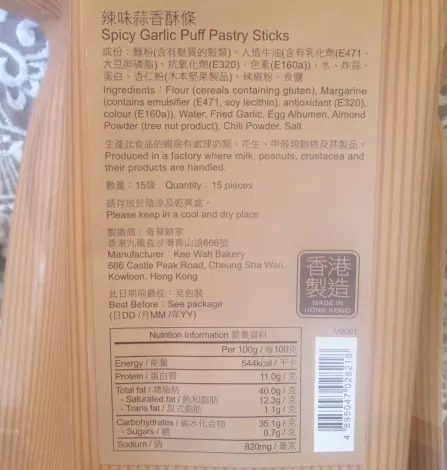 辣味蒜香酥條
Spicy Garlic Puff Pastry Sticks
成份：麵粉(含有麩質的穀類)、人造牛油(含有乳化劑(E471、
大豆卵磷脂)、抗氧化劑(E320)、色素(E160a))、水、炸蒜、
蛋白、杏仁粉(木本堅果製品)、辣椒粉、食鹽
Ingredients : Flour (cereals containing gluten), Margarine
(contains emulsifier (E471, soy lecithin), antioxidant (E320),
colour (E160a)), Water, Fried Garlic, Egg Albumen, Almond
Powder (tree nut product), Chili Powder, Salt
生產此食品的廠房有處理奶類、花生、甲殼類動物及其製品。
Produced in a factory where milk, peanuts, crustacea and
their products are handled.
數量：15條 Quantity：15 pieces
請存放於陰涼及乾爽處。
Please keep in a cool and dry place
製造商：奇華餅家
香港九龍長沙灣青山道666號
Manufacturer : Kee Wah Bakery
666 Castle Peak Road, Cheung Sha Wan,
Kowloon, Hong Kong
香港
製造
MADE IN
HONG KONG
此日期前最佳：見包裝
Best Before : See package
(日DD /月MM /年YY)
Nutrition Information 營養資料
Per 100g / 每100克
Energy / 能量 544kcal / 千卡
Protein / 蛋白質 11.0g / 克
Total fat / 總脂肪 40.0g / 克
- Saturated fat / 飽和脂肪 12.3g / 克
- Trans fat / 反式脂肪 1.1g / 克
Carbohydrates / 碳水化合物 35.1g / 克
- Sugars / 糖 0.7g / 克
Sodium / 鈉 820mg / 毫克
V0001
4 895047 028218